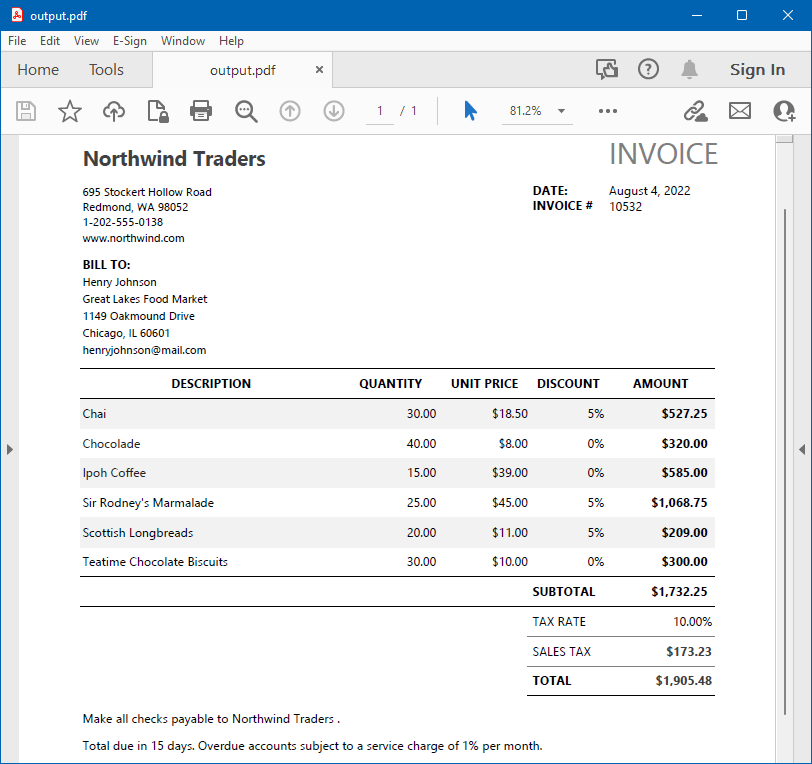 output.pdf
File Edit View E-Sign Window Help
Home Tools output.pdf × Sign In
1 / 1 81.2%
Northwind Traders INVOICE
695 Stockert Hollow Road DATE: August 4, 2022
Redmond, WA 98052 INVOICE # 10532
1-202-555-0138
www.northwind.com
BILL TO:
Henry Johnson
Great Lakes Food Market
1149 Oakmound Drive
Chicago, IL 60601
henryjohnson@mail.com
DESCRIPTION QUANTITY UNIT PRICE DISCOUNT AMOUNT
Chai 30.00 $18.50 5% $527.25
Chocolade 40.00 $8.00 0% $320.00
Ipoh Coffee 15.00 $39.00 0% $585.00
Sir Rodney's Marmalade 25.00 $45.00 5% $1,068.75
Scottish Longbreads 20.00 $11.00 5% $209.00
Teatime Chocolate Biscuits 30.00 $10.00 0% $300.00
SUBTOTAL $1,732.25
TAX RATE 10.00%
SALES TAX $173.23
TOTAL $1,905.48
Make all checks payable to Northwind Traders .
Total due in 15 days. Overdue accounts subject to a service charge of 1% per month.